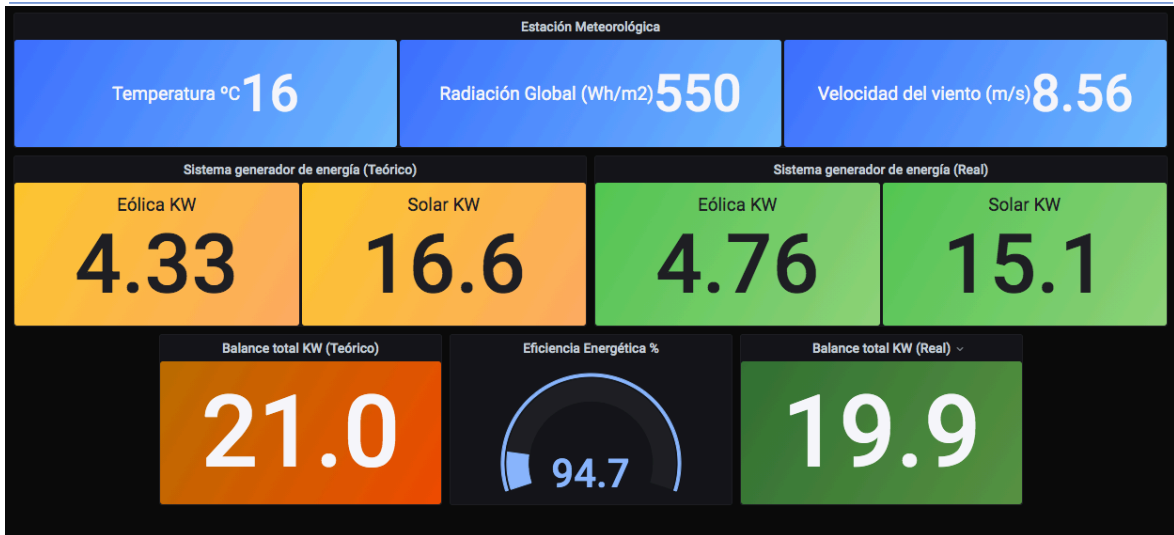 Estación Meteorológica
Temperatura ºC 16
Radiación Global (Wh/m2) 550
Velocidad del viento (m/s) 8.56
Sistema generador de energía (Teórico)
Sistema generador de energía (Real)
Eólica KW
Solar KW
Eólica KW
Solar KW
4.33
16.6
4.76
15.1
Balance total KW (Teórico)
Eficiencia Energética %
Balance total KW (Real)
21.0
94.7
19.9